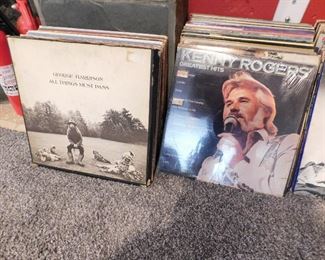 GEORGE HARRISON
ALL THINGS MUST PASS
KENNY ROGERS
GREATEST HITS